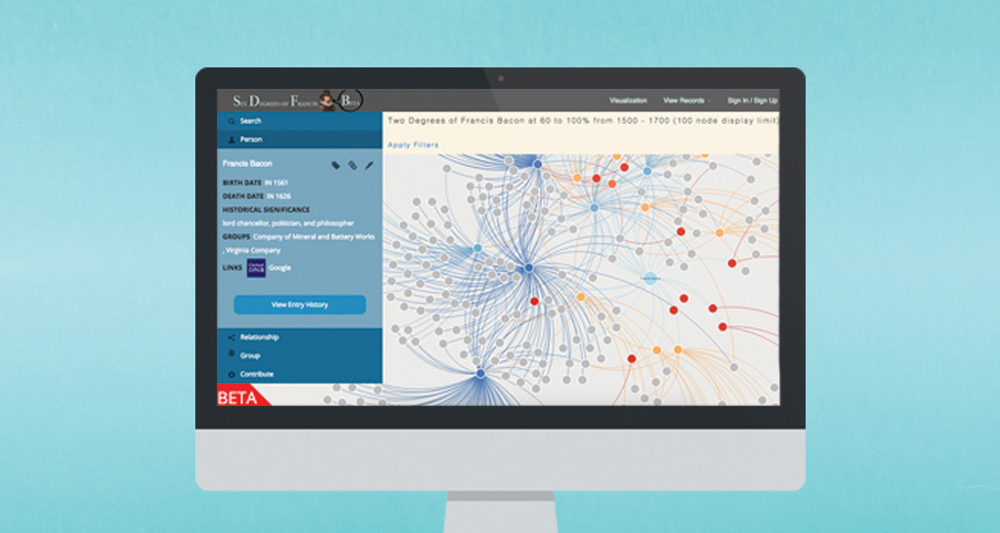 SIX DEGREES OF FRANCIS BACON
BETA
Visualization View Records Sign In / Sign Up
Search
Person
Two Degrees of Francis Bacon at 60 to 100% from 1500 - 1700 (100 node display limit)
Apply Filters
Francis Bacon
BIRTH DATE IN 1561
DEATH DATE IN 1626
HISTORICAL SIGNIFICANCE
lord chancellor, politician, and philosopher
GROUPS Company of Mineral and Battery Works
, Virginia Company
LINKS Oxford DNB Google
View Entry History
Relationship
Group
Contribute
BETA